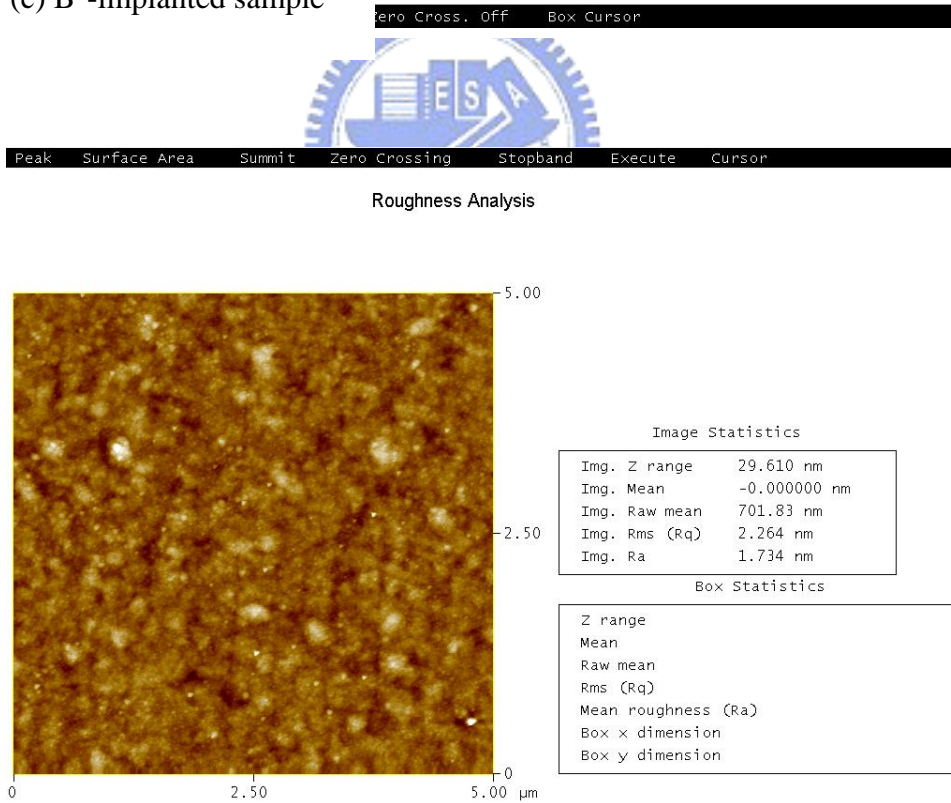 -implanted sample
Zero Cross. Off Box Cursor
E S A
Peak Surface Area Summit Zero Crossing Stopband Execute Cursor
Roughness Analysis
5.00
2.50
0
0 2.50 5.00 µm
Image Statistics
Img. Z range 29.610 nm
Img. Mean -0.000000 nm
Img. Raw mean 701.83 nm
Img. Rms (Rq) 2.264 nm
Img. Ra 1.734 nm
Box Statistics
Z range
Mean
Raw mean
Rms (Rq)
Mean roughness (Ra)
Box x dimension
Box y dimension